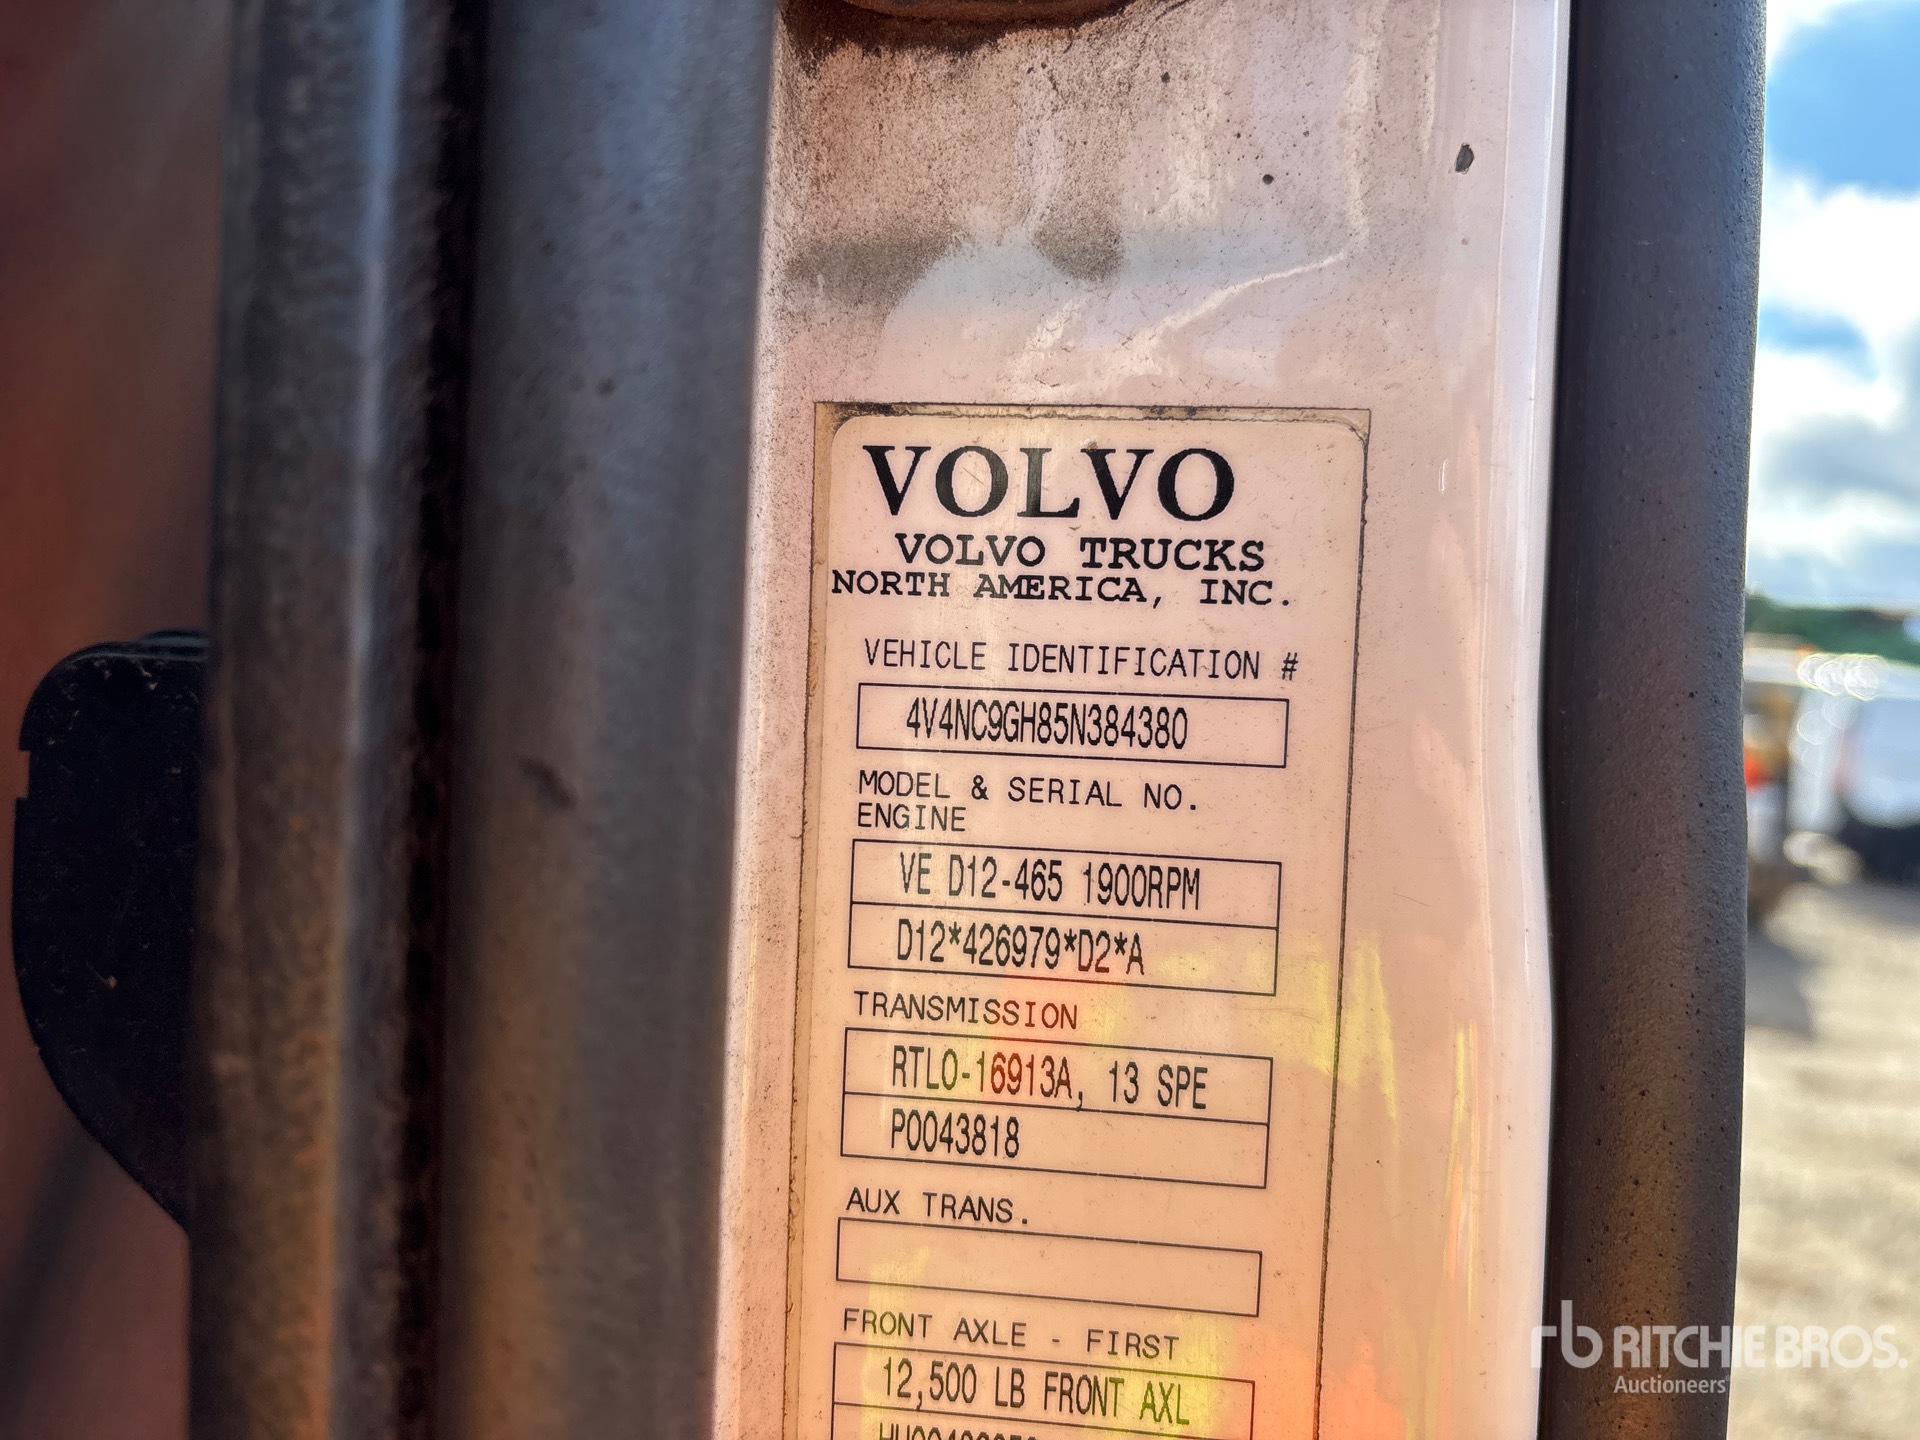 VOLVO
VOLVO TRUCKS
NORTH AMERICA, INC.
VEHICLE IDENTIFICATION #
4V4NC9GH85N384380
MODEL & SERIAL NO.
ENGINE
VE D12-465 1900RPM
D12*426979*D2*A
TRANSMISSION
RTLO-16913A, 13 SPE
P0043818
AUX TRANS.
FRONT AXLE - FIRST
12,500 LB FRONT AXL
rb RITCHIE BROS.
Auctioneers